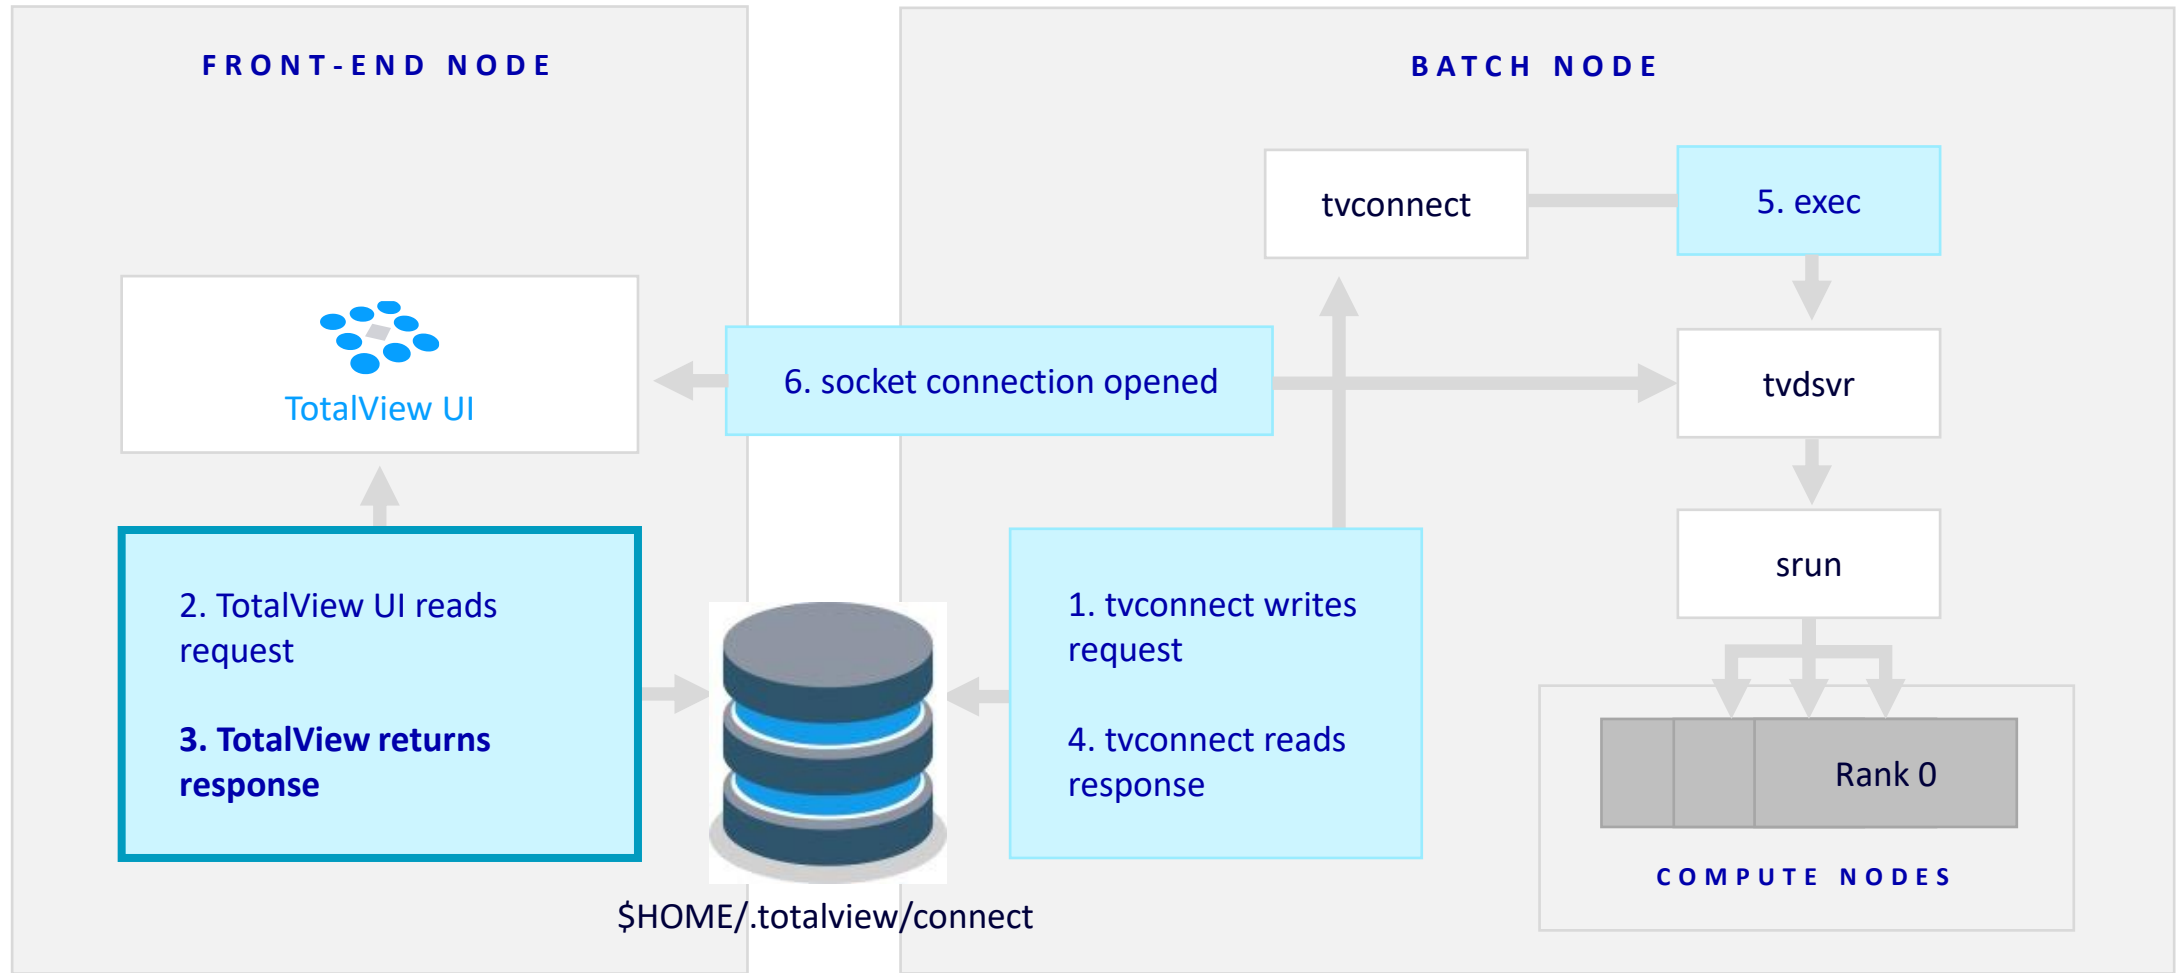 FRONT-END NODE
BATCH NODE
tvconnect
5. exec
TotalView UI
6. socket connection opened
tvdsvr
srun
2. TotalView UI reads
request
3. TotalView returns
response
1. tvconnect writes
request
4. tvconnect reads
response
Rank 0
COMPUTE NODES
$HOME/.totalview/connect